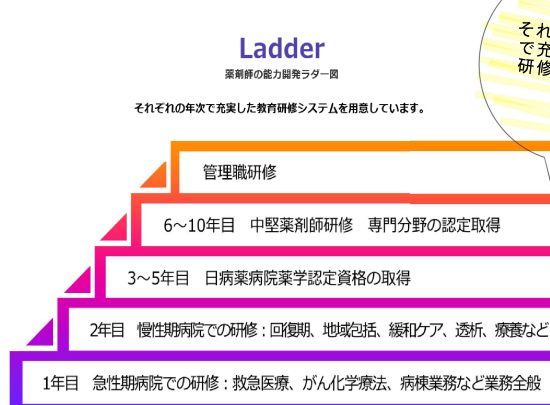 Ladder
薬剤師の能力開発ラダー図
それぞれの年次で充実した教育研修システムを用意しています。
それ
で充
研修
管理職研修
6～10年目　中堅薬剤師研修　専門分野の認定取得
3～5年目　日病薬病院薬学認定資格の取得
2年目　慢性期病院での研修：回復期、地域包括、緩和ケア、透析、療養など
1年目　急性期病院での研修：救急医療、がん化学療法、病棟業務など業務全般